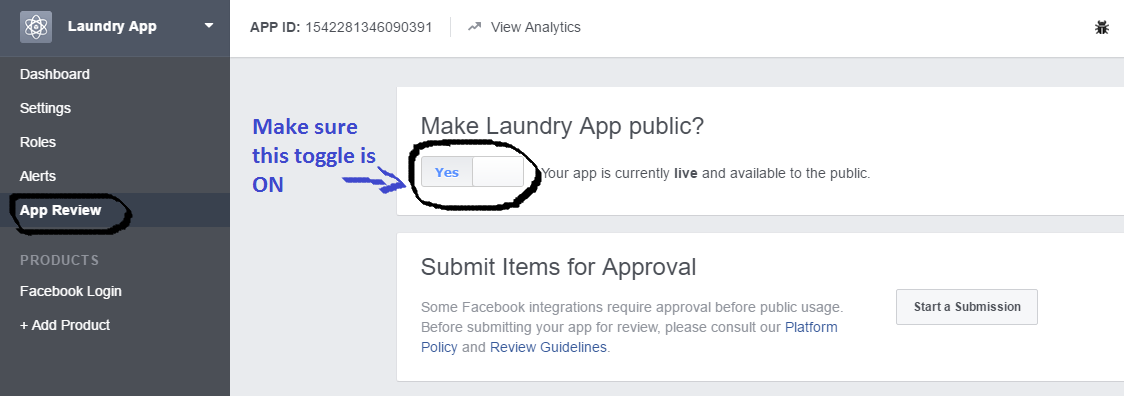 Laundry App
APP ID: 1542281346090391
View Analytics
Dashboard
Settings
Roles
Alerts
App Review
PRODUCTS
Facebook Login
+ Add Product
Make sure
this toggle is
ON
Make Laundry App public?
Yes
Your app is currently live and available to the public.
Submit Items for Approval
Some Facebook integrations require approval before public usage.
Before submitting your app for review, please consult our Platform
Policy and Review Guidelines.
Start a Submission